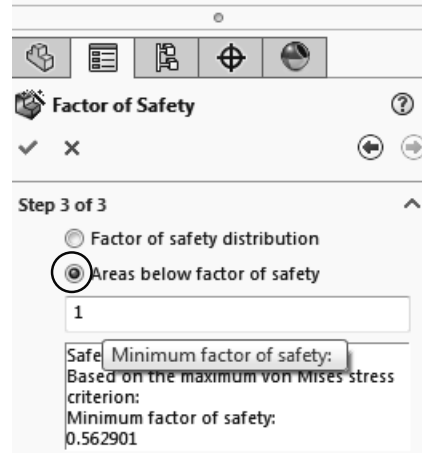 Factor of Safety
Step 3 of 3
Factor of safety distribution
Areas below factor of safety
1
Safe
Minimum factor of safety:
Based on the maximum von Mises stress
criterion:
Minimum factor of safety:
0.562901